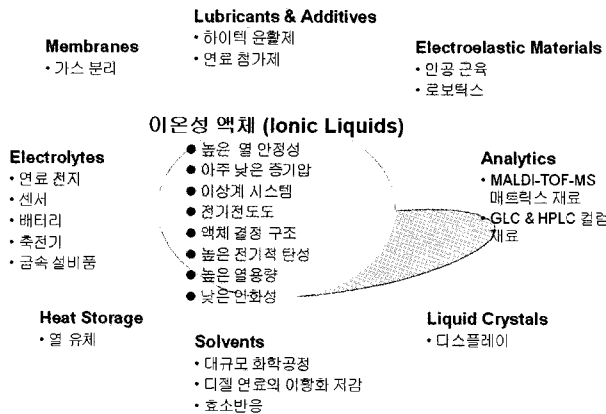 Lubricants & Additives
• 하이텍 윤활제
• 연료 첨가제
Membranes
• 가스 분리
Electroelastic Materials
• 인공 근육
• 로보틱스
이온성 액체 (Ionic Liquids)
● 높은 열 안정성
● 아주 낮은 증기압
● 이상계 시스템
● 전기전도도
● 액체 결정 구조
● 높은 전기적 탄성
● 높은 열용량
● 낮은 인화성
Electrolytes
• 연료 전지
• 센서
• 배터리
• 축전기
• 금속 설비품
Analytics
• MALDI-TOF-MS
매트릭스 재료
• GLC & HPLC 컬럼
재료
Heat Storage
• 열 유체
Solvents
• 대규모 화학공정
• 디젤 연료의 이황화 저감
• 효소반응
Liquid Crystals
• 디스플레이